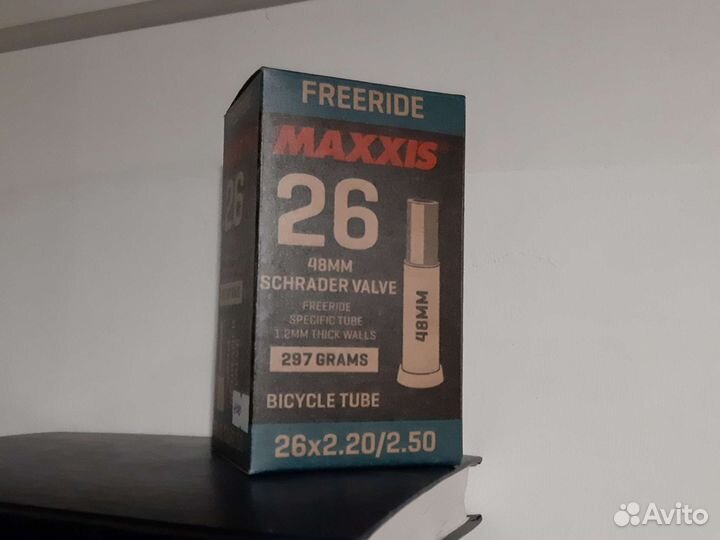 FREERIDE
MAXXIS
26
48MM
SCHRADER VALVE
FREERIDE
SPECIFIC TUBE
1.2MM THICK WALLS
297 GRAMS
BICYCLE TUBE
26x2.20/2.50
48MM
26
Avito